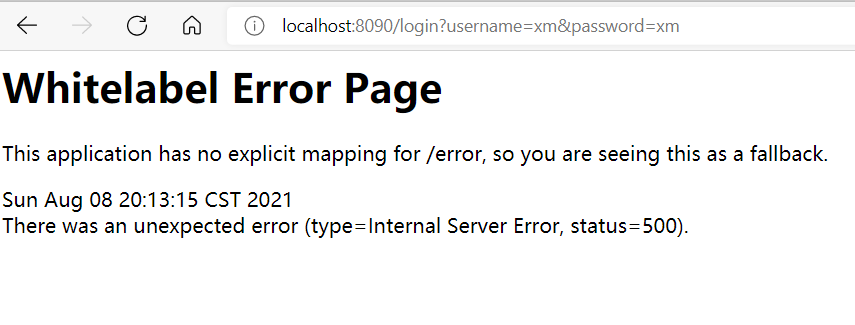 localhost:8090/login?username=xm&password=xm
Whitelabel Error Page
This application has no explicit mapping for /error, so you are seeing this as a fallback.
Sun Aug 08 20:13:15 CST 2021
There was an unexpected error (type=Internal Server Error, status=500).